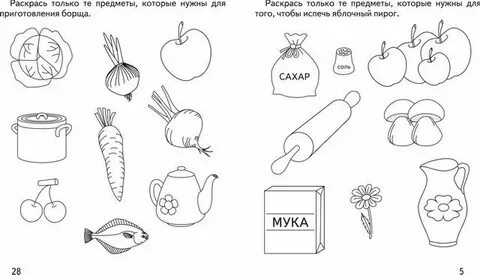 Раскрась только те предметы, которые нужны для
приготовления борща.
28
Раскрась только те предметы, которые нужны для
того, чтобы испечь яблочный пирог.
САХАР
СОЛЬ
МУКА
5